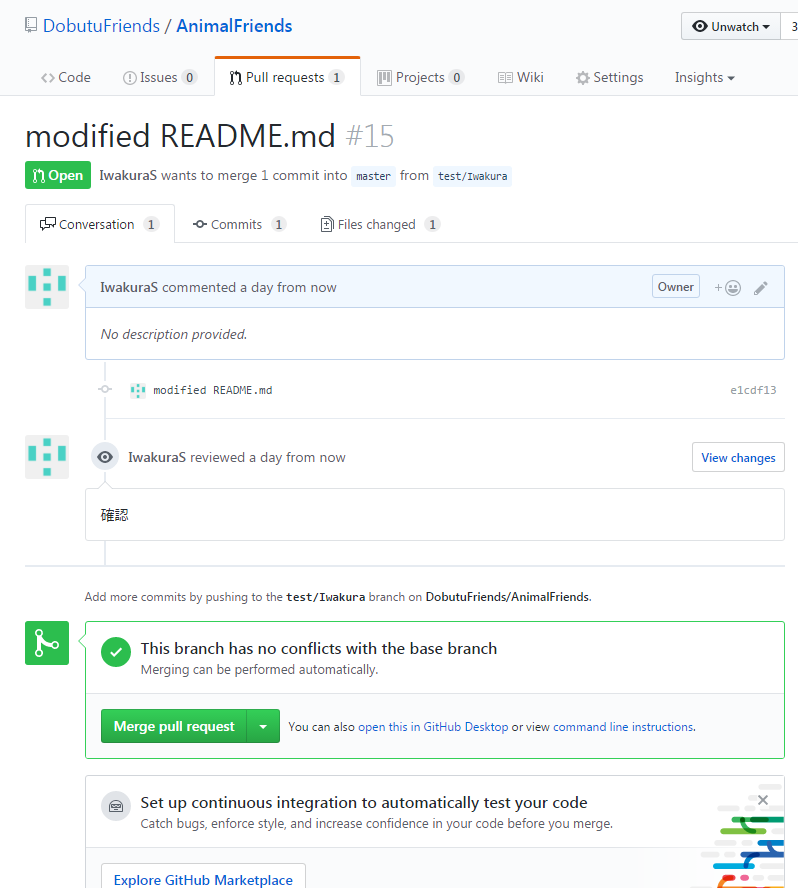 DobutuFriends / AnimalFriends
Unwatch 3
Code Issues 0 Pull requests 1 Projects 0 Wiki Settings Insights
modified README.md #15
Open IwakuraS wants to merge 1 commit into master from test/Iwakura
Conversation 1 Commits 1 Files changed 1
IwakuraS commented a day from now Owner
No description provided.
modified README.md e1cdf13
IwakuraS reviewed a day from now View changes
確認
Add more commits by pushing to the test/Iwakura branch on DobutuFriends/AnimalFriends.
This branch has no conflicts with the base branch
Merging can be performed automatically.
Merge pull request You can also open this in GitHub Desktop or view command line instructions.
Set up continuous integration to automatically test your code
Catch bugs, enforce style, and increase confidence in your code before you merge.
Explore GitHub Marketplace